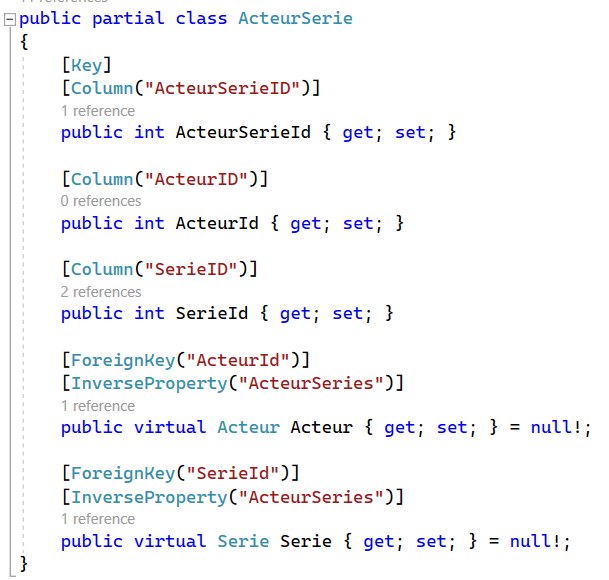 public partial class ActeurSerie
{
[Key]
[Column("ActeurSerieID")]
1 reference
public int ActeurSerieId { get; set; }
[Column("ActeurID")]
0 references
public int ActeurId { get; set; }
[Column("SerieID")]
2 references
public int SerieId { get; set; }
[ForeignKey("ActeurId")]
[InverseProperty("ActeurSeries")]
1 reference
public virtual Acteur Acteur { get; set; } = null!;
[ForeignKey("SerieId")]
[InverseProperty("ActeurSeries")]
1 reference
public virtual Serie Serie { get; set; } = null!;
}